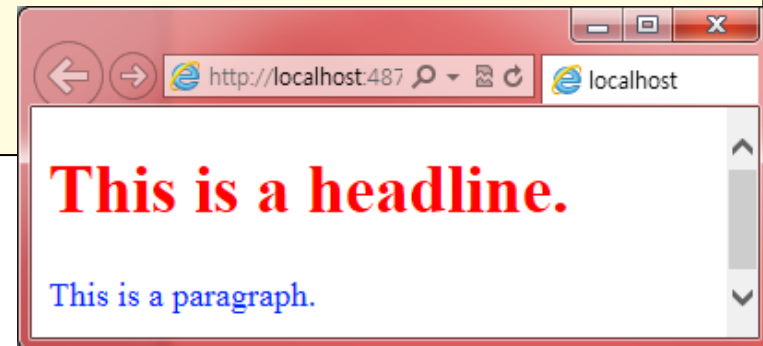 http://localhost:487
localhost
This is a headline.
This is a paragraph.